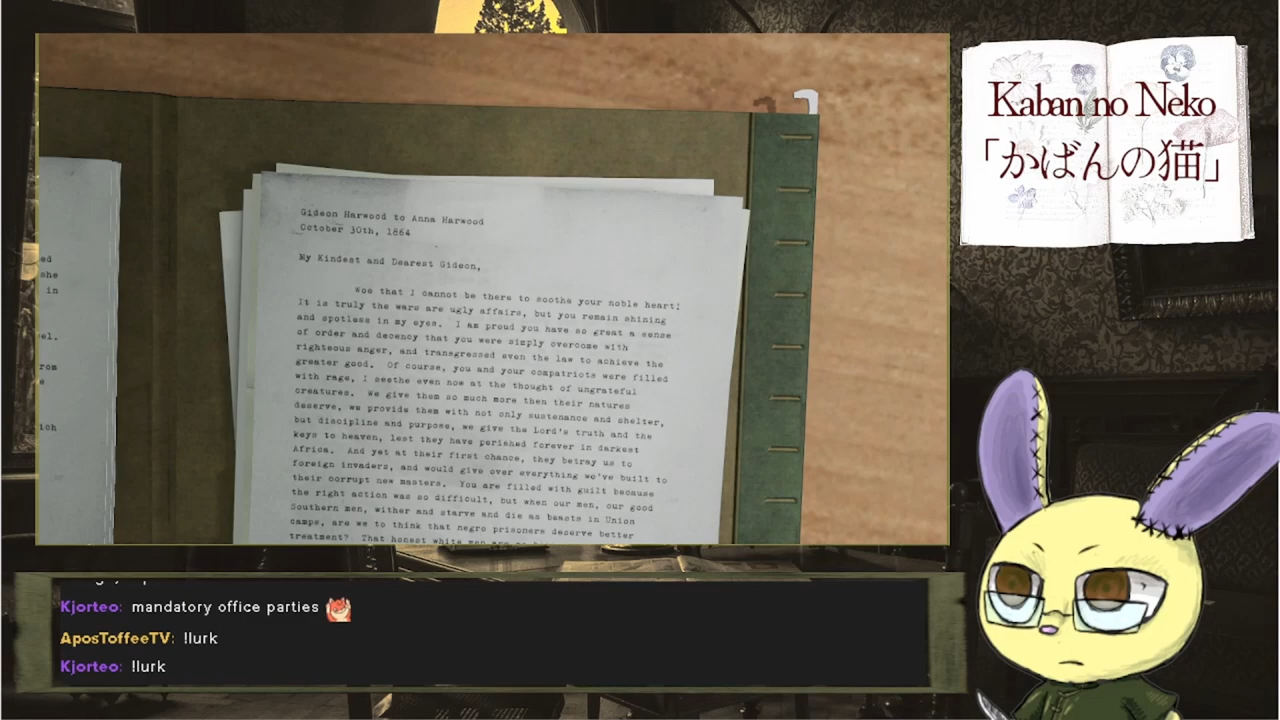 Kaban no Neko
「かばんの猫」
ed
she
in
el.
rom
e
ich
Gideon Harwood to Anna Harwood
October 30th, 1864
My Kindest and Dearest Gideon,
Woe that I cannot be there to soothe your noble heart!
It is truly the wars are ugly affairs, but you remain shining
and spotless in my eyes. I am proud you have so great a sense
of order and decency that you were simply overcome with
righteous anger, and transgressed even the law to achieve the
greater good. Of course, you and your compatriots were filled
with rage, I seethe even now at the thought of ungrateful
creatures. We give them so much more then their natures
deserve, we provide them with not only sustenance and shelter,
but discipline and purpose, we give the Lord's truth and the
keys to heaven, lest they have perished forever in darkest
Africa. And yet at their first chance, they betray us to
foreign invaders, and would give over everything we've built to
their corrupt new masters. You are filled with guilt because
the right action was so difficult, but when our men, our good
Southern men, wither and starve and die as beasts in Union
camps, are we to think that negro prisoners deserve better
treatment? That honest white men are
Kjorteo: mandatory office parties
AposToffeeTV: !lurk
Kjorteo: !lurk